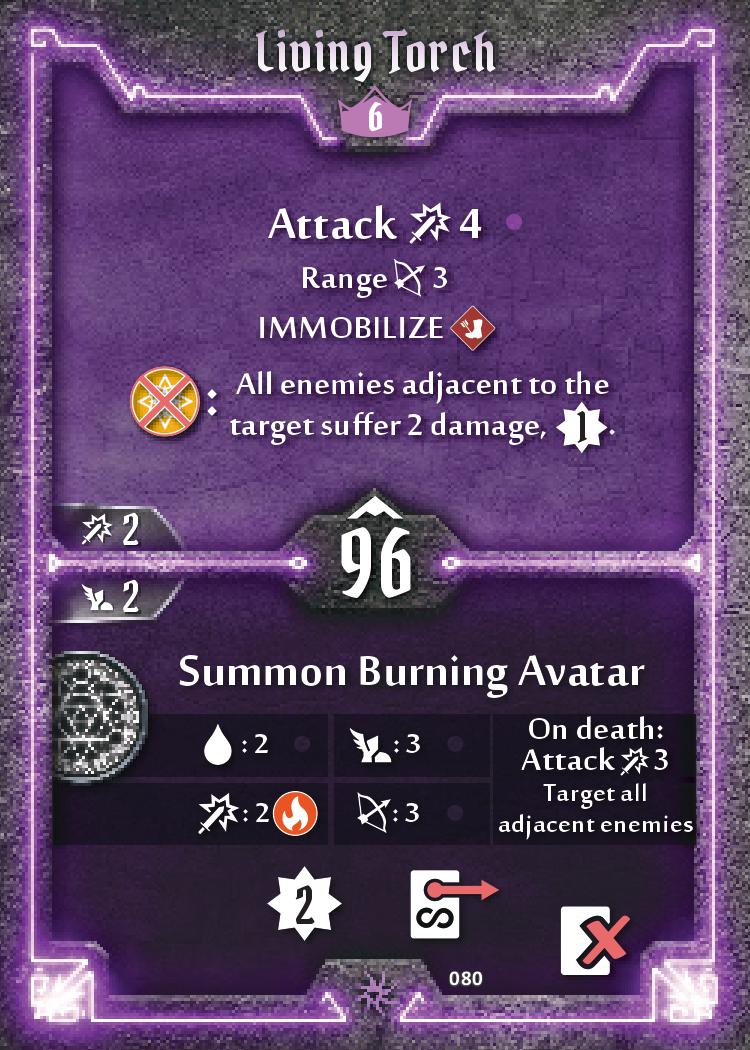 Living Torch
6
Attack 4
Range 3
IMMOBILIZE
: All enemies adjacent to the
target suffer 2 damage, 1.
2
96
2
Summon Burning Avatar
: 2
: 3
On death:
Attack 3
: 2
: 3
Target all
adjacent enemies
2
080